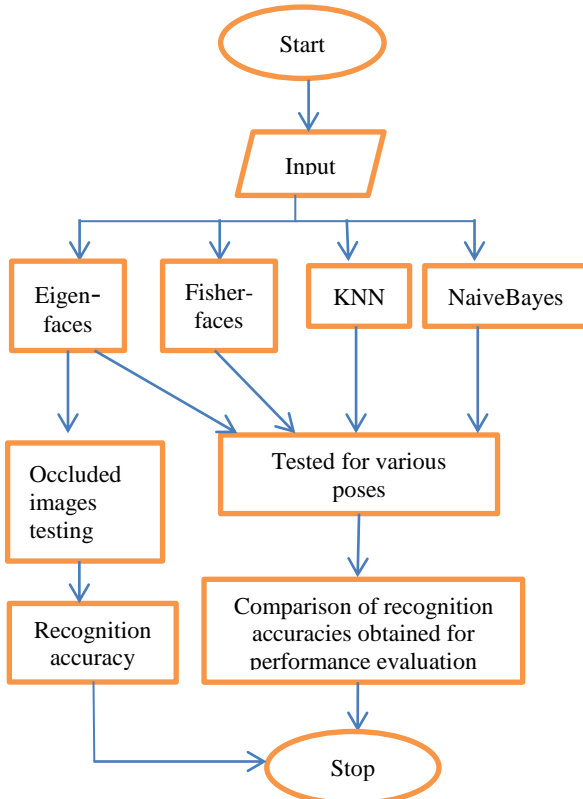 Start
Input
Eigen-
faces
Fisher-
faces
KNN
NaiveBayes
Occluded
images
testing
Tested for various
poses
Recognition
accuracy
Comparison of recognition
accuracies obtained for
performance evaluation
Stop